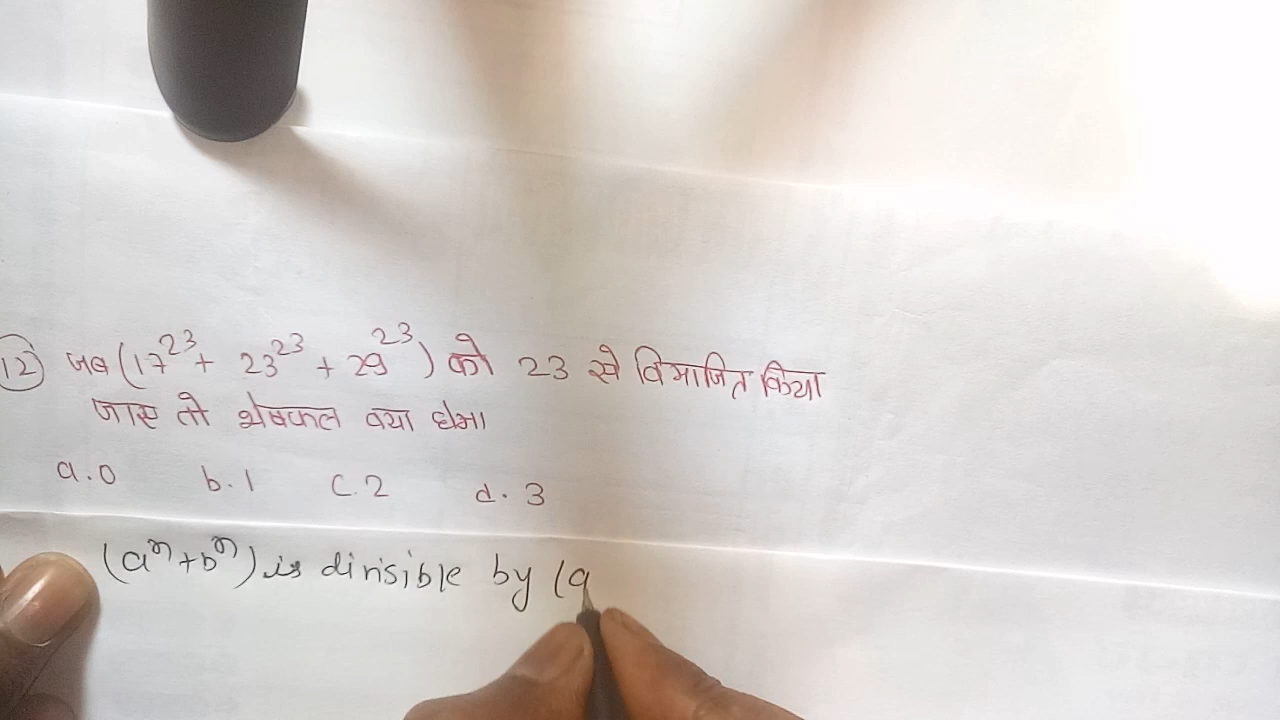 12 जब (17²³ + 23²³ + 29²³) को 23 से विभाजित किया
जाए तो शेषफल क्या होगा
a. 0 b. 1 c. 2 d. 3
(aⁿ+bⁿ) is divisible by (a